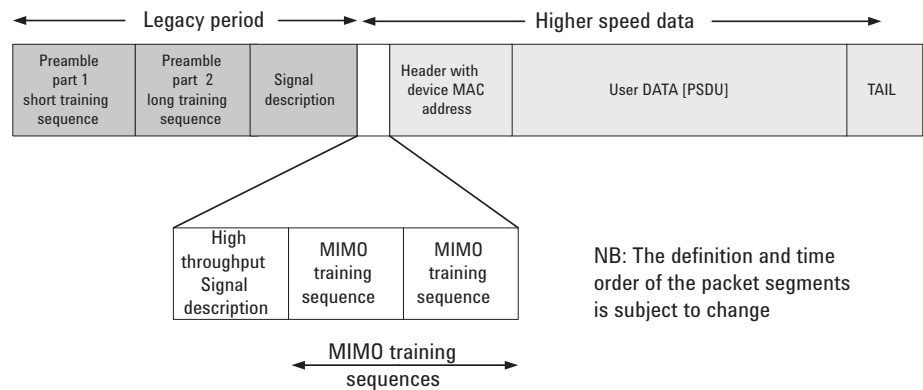 Legacy period
Higher speed data
Preamble
part 1
short training
sequence
Preamble
part 2
long training
sequence
Signal
description
Header with
device MAC
address
User DATA [PSDU]
TAIL
High
throughput
Signal
description
MIMO
training
sequence
MIMO
training
sequence
NB: The definition and time
order of the packet segments
is subject to change
MIMO training
sequences